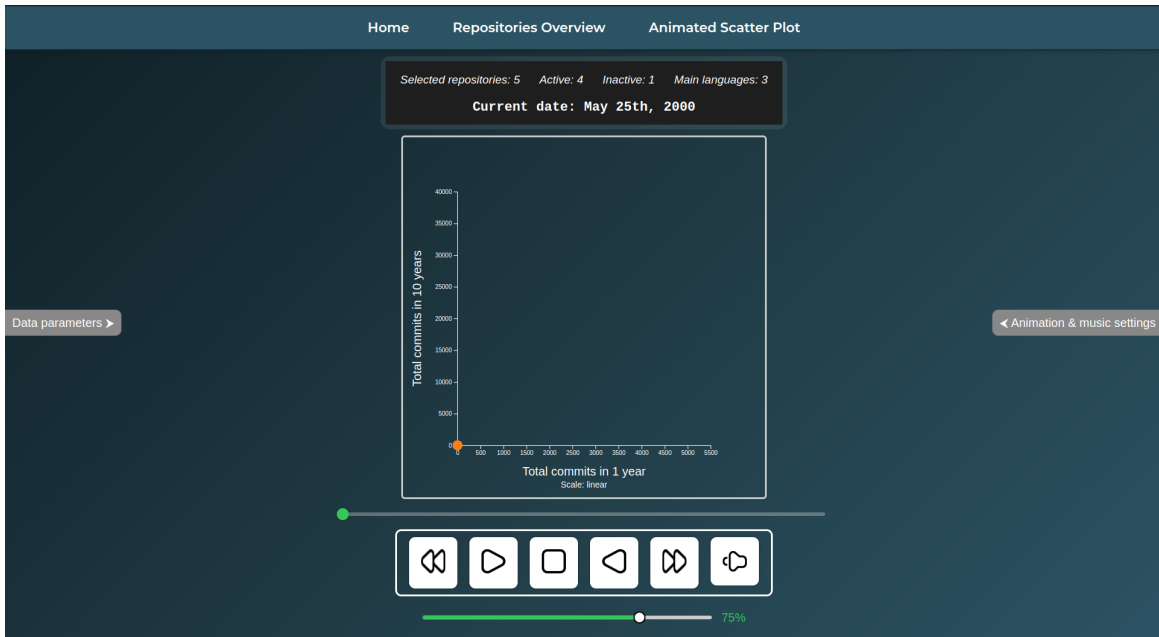 Home Repositories Overview Animated Scatter Plot
Selected repositories: 5 Active: 4 Inactive: 1 Main languages: 3
Current date: May 25th, 2000
Total commits in 10 years
40000
35000
30000
25000
20000
15000
10000
5000
0
0 500 1000 1500 2000 2500 3000 3500 4000 4500 5000 5500
Total commits in 1 year
Scale: linear
Data parameters ➤
⮜ Animation & music settings
75%